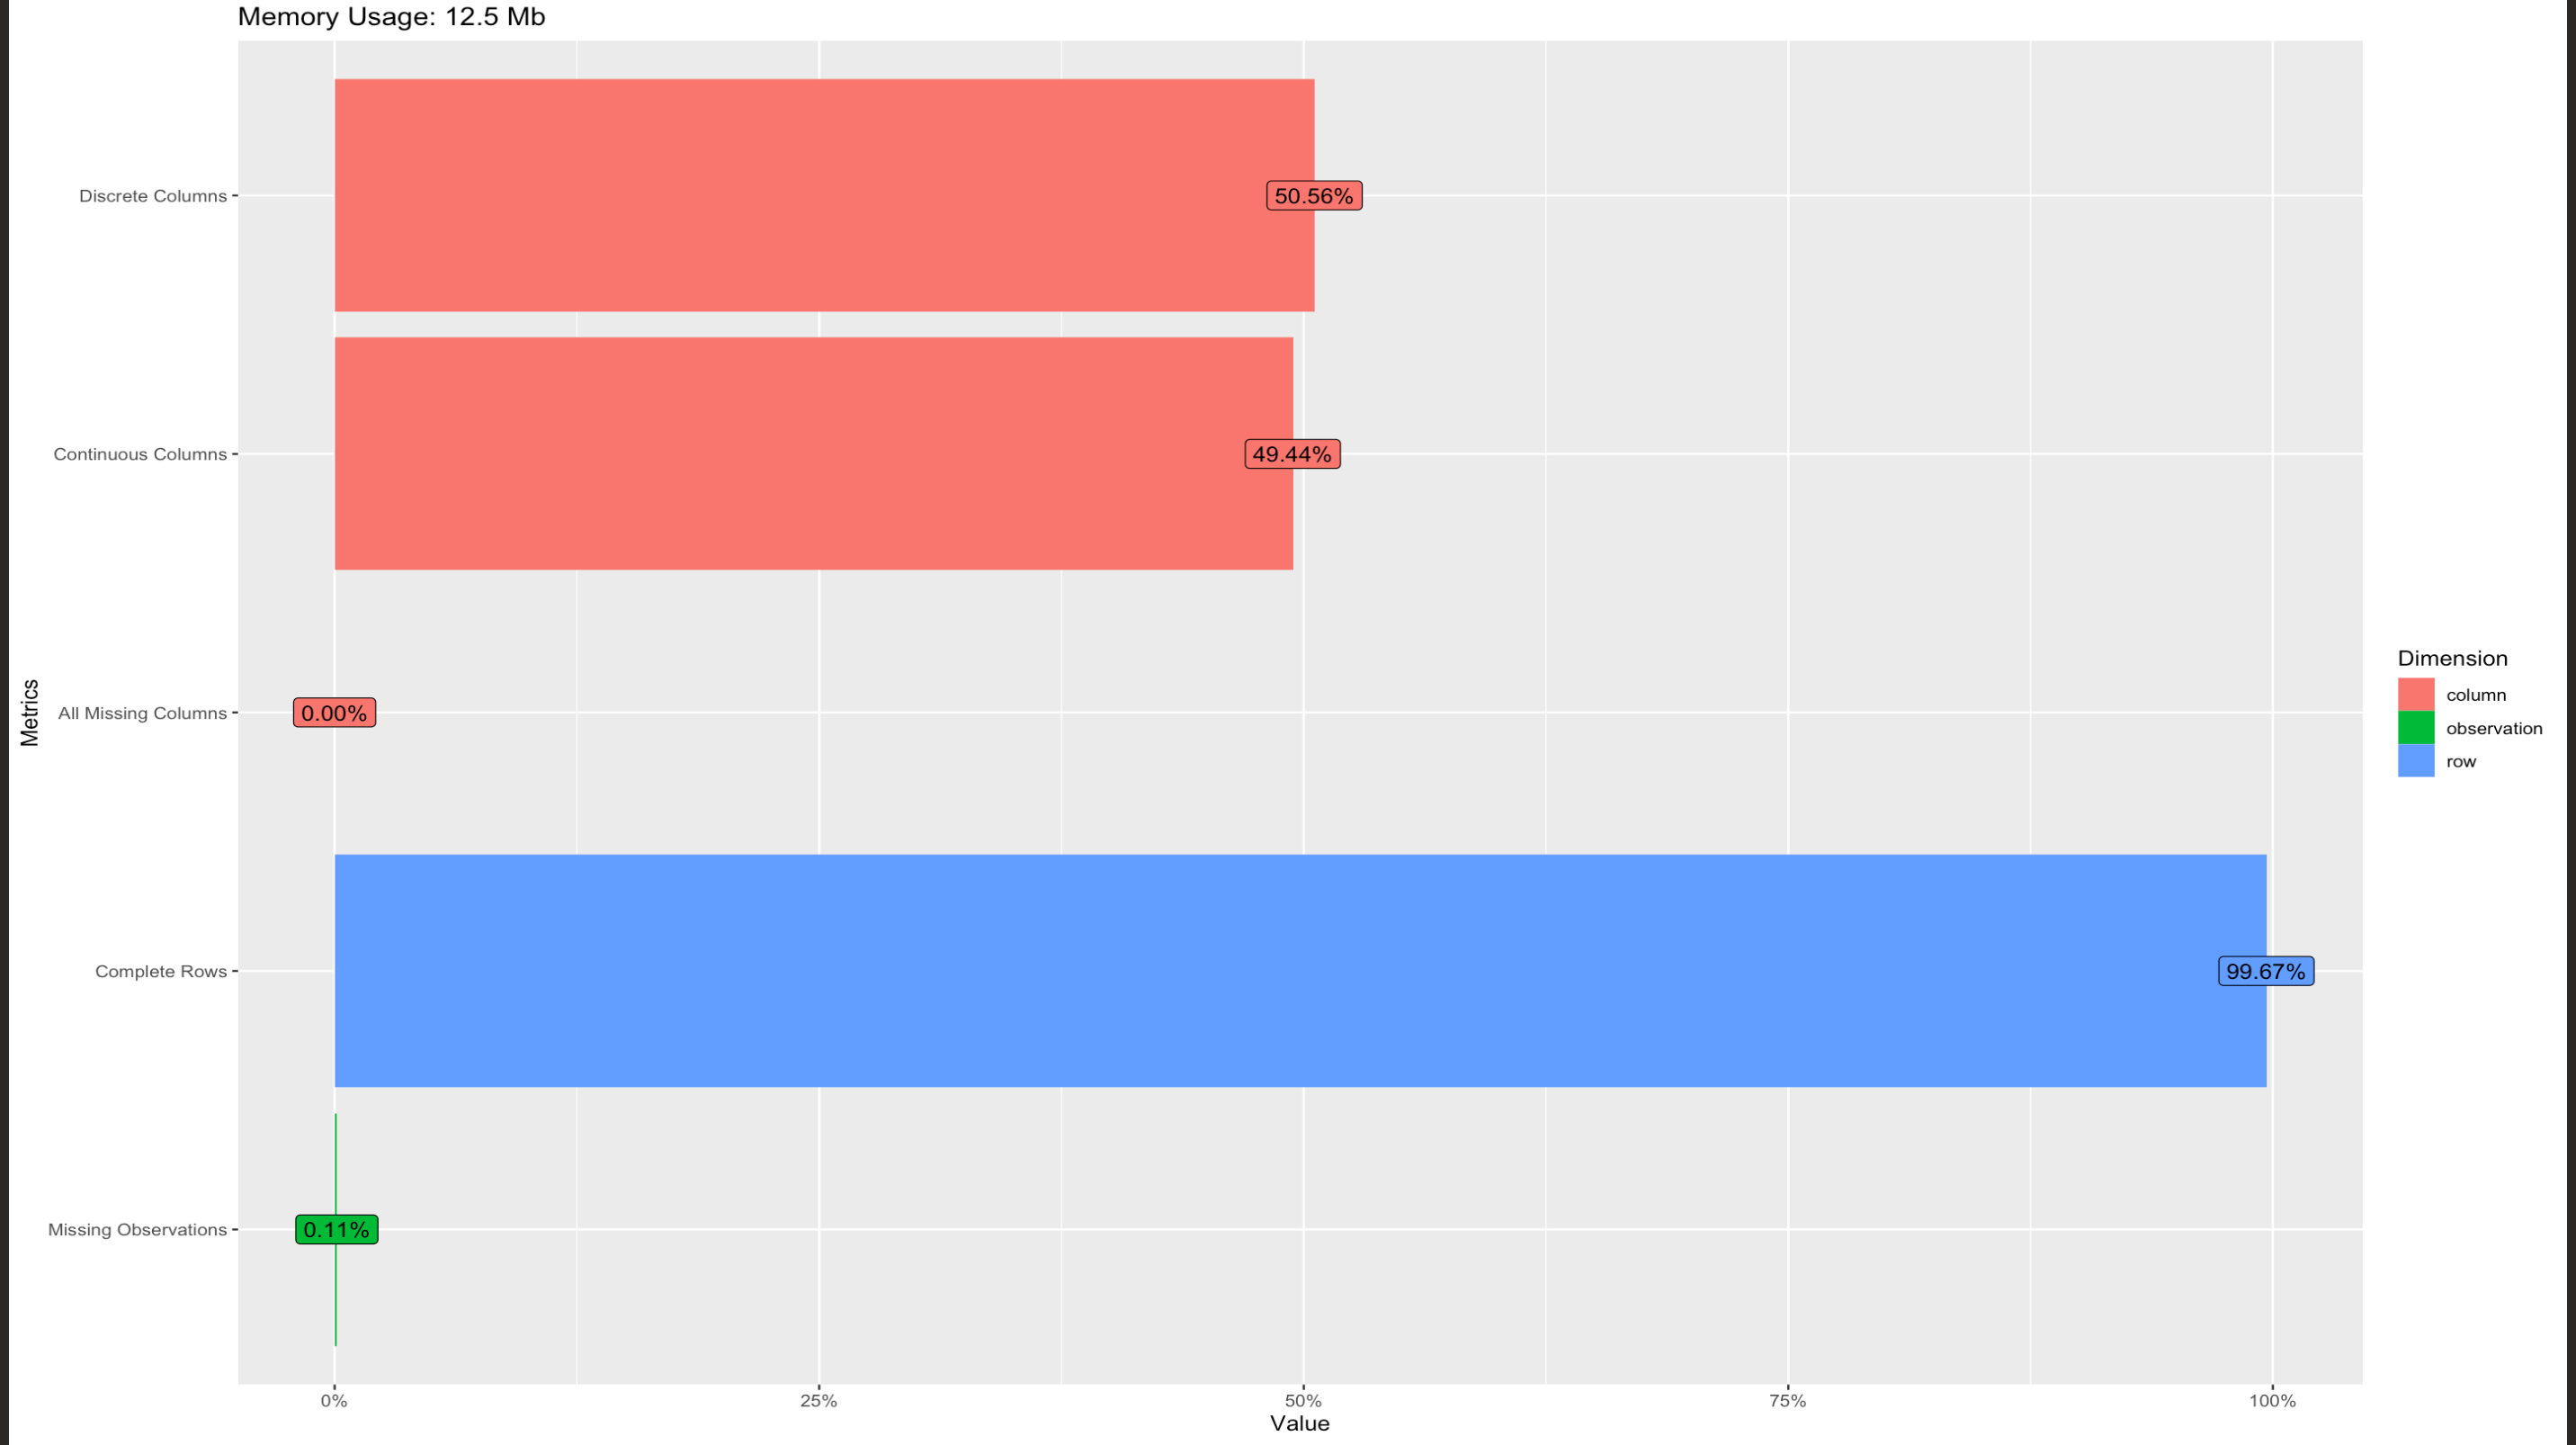 Memory Usage: 12.5 Mb
Discrete Columns
50.56%
Continuous Columns
49.44%
All Missing Columns
0.00%
Complete Rows
99.67%
Missing Observations
0.11%
Metrics
0%
25%
50%
75%
100%
Value
Dimension
column
observation
row